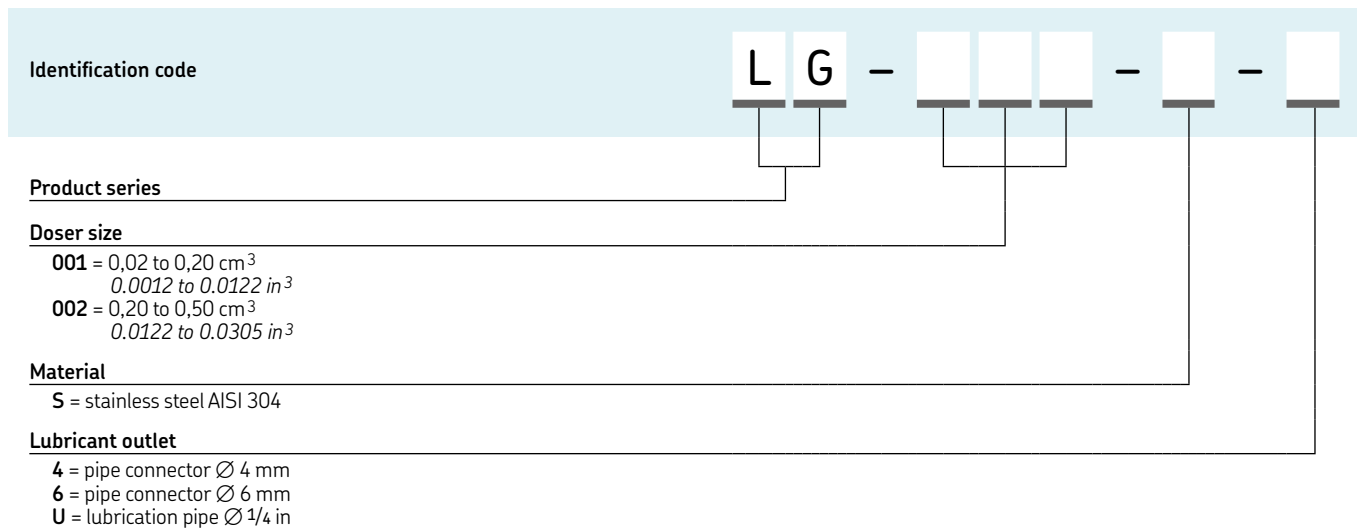 Identification code L G – – –
Product series
Doser size
001 = 0,02 to 0,20 cm³
0.0012 to 0.0122 in³
002 = 0,20 to 0,50 cm³
0.0122 to 0.0305 in³
Material
S = stainless steel AISI 304
Lubricant outlet
4 = pipe connector ∅ 4 mm
6 = pipe connector ∅ 6 mm
U = lubrication pipe ∅ 1/4 in